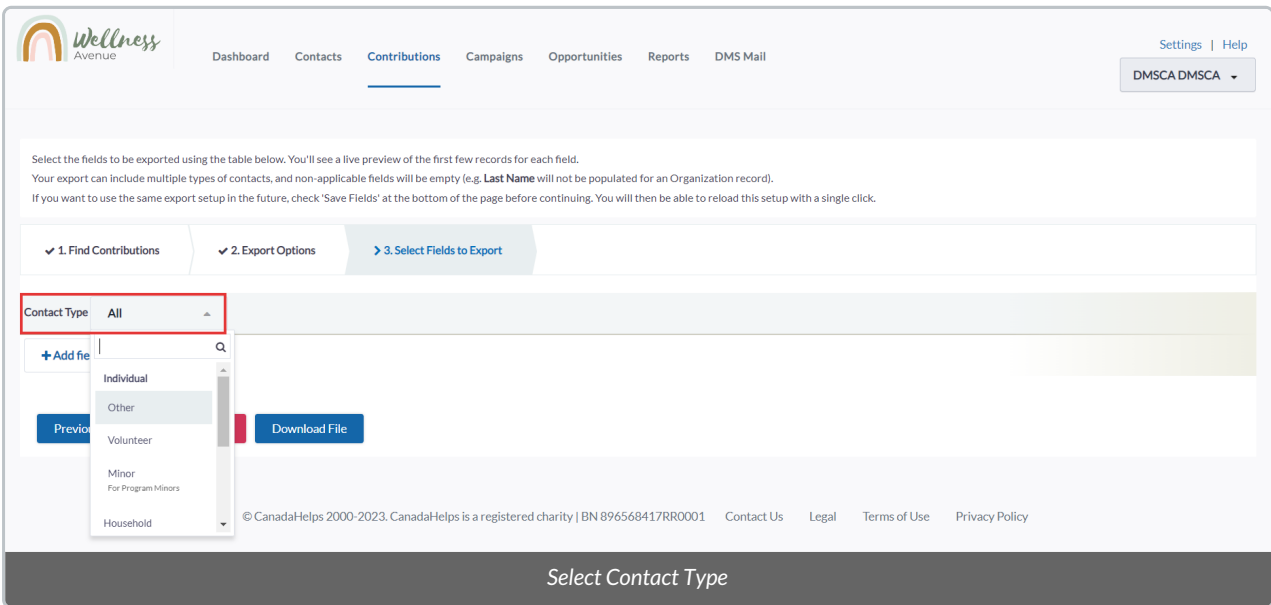 Wellness
Avenue
Dashboard Contacts Contributions Campaigns Opportunities Reports DMS Mail
Settings | Help
DMSCA DMSCA
Select the fields to be exported using the table below. You'll see a live preview of the first few records for each field.
Your export can include multiple types of contacts, and non-applicable fields will be empty (e.g. Last Name will not be populated for an Organization record).
If you want to use the same export setup in the future, check 'Save Fields' at the bottom of the page before continuing. You will then be able to reload this setup with a single click.
1. Find Contributions 2. Export Options 3. Select Fields to Export
Contact Type All
+ Add fie
Individual
Other
Volunteer
Minor
For Program Minors
Household
Previou Download File
© CanadaHelps 2000-2023. CanadaHelps is a registered charity | BN 896568417RR0001 Contact Us Legal Terms of Use Privacy Policy
Select Contact Type